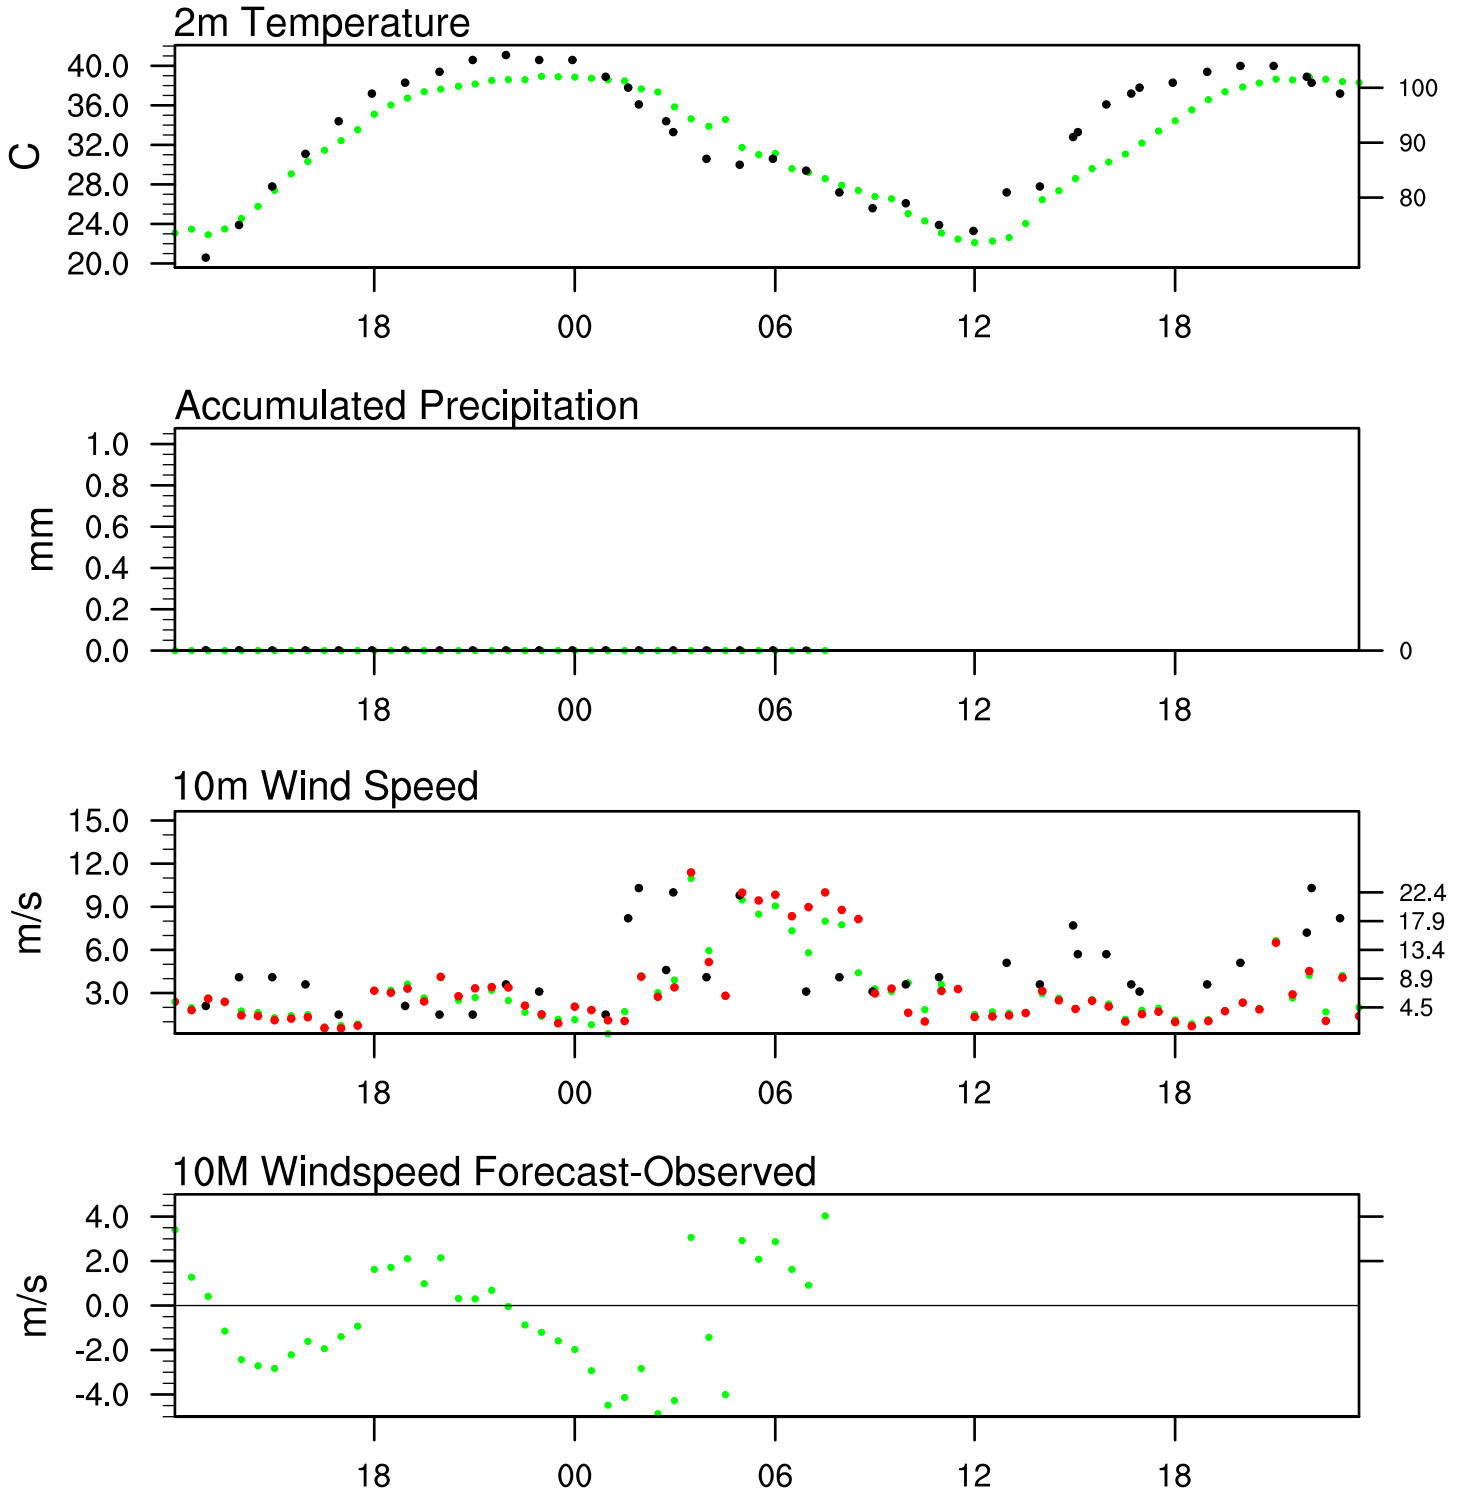 2m Temperature
40.0
36.0
32.0
28.0
24.0
20.0
C
100
90
80
18 00 06 12 18
Accumulated Precipitation
1.0
0.8
0.6
0.4
0.2
0.0
mm
0
18 00 06 12 18
10m Wind Speed
15.0
12.0
9.0
6.0
3.0
m/s
22.4
17.9
13.4
8.9
4.5
18 00 06 12 18
10M Windspeed Forecast-Observed
4.0
2.0
0.0
-2.0
-4.0
m/s
18 00 06 12 18